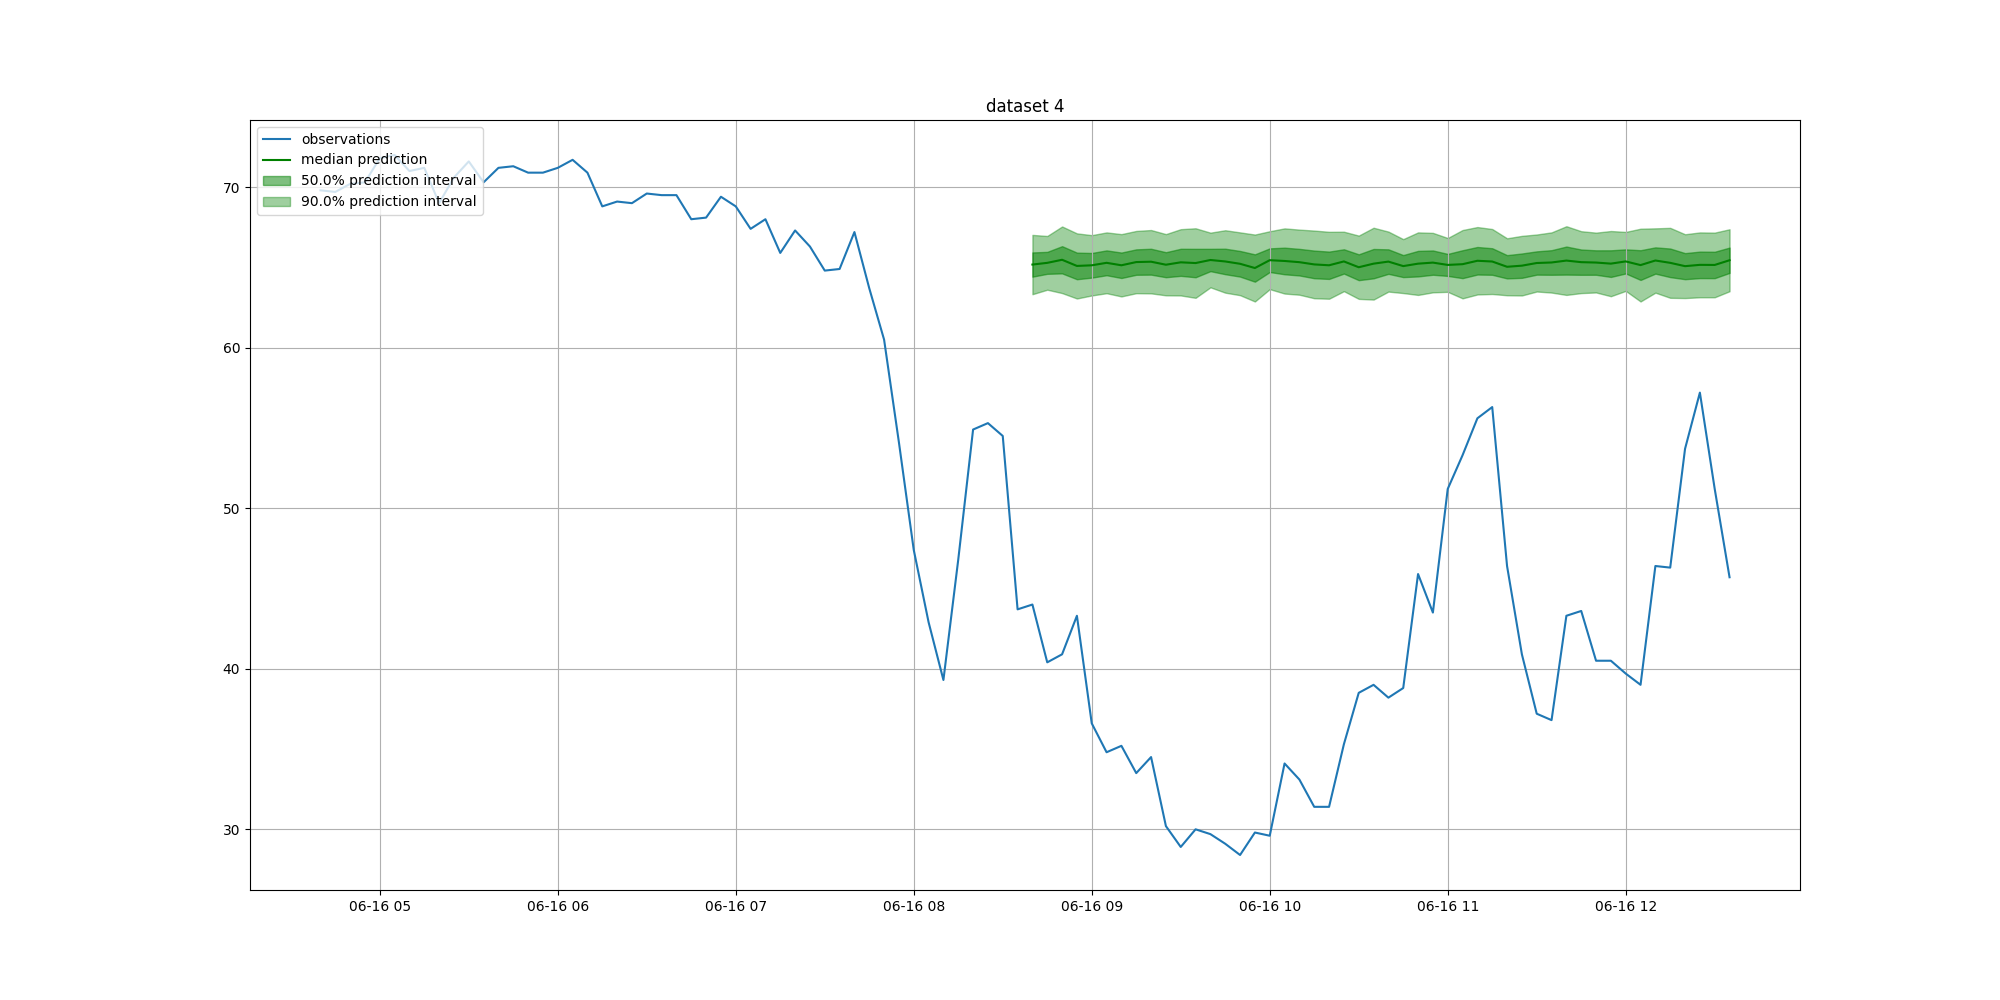 dataset 4
observations
median prediction
50.0% prediction interval
90.0% prediction interval
70
60
50
40
30
06-16 05
06-16 06
06-16 07
06-16 08
06-16 09
06-16 10
06-16 11
06-16 12